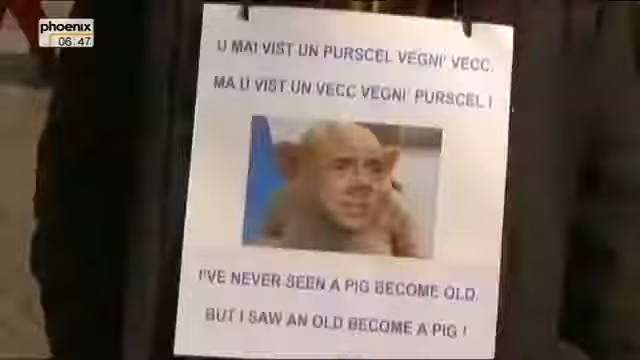 phoenix
06:47
U MAI VIST UN PURSCEL VEGNI' VECC.
MA U VIST UN VECC VEGNI' PURSCEL !
I'VE NEVER SEEN A PIG BECOME OLD.
BUT I SAW AN OLD BECOME A PIG !